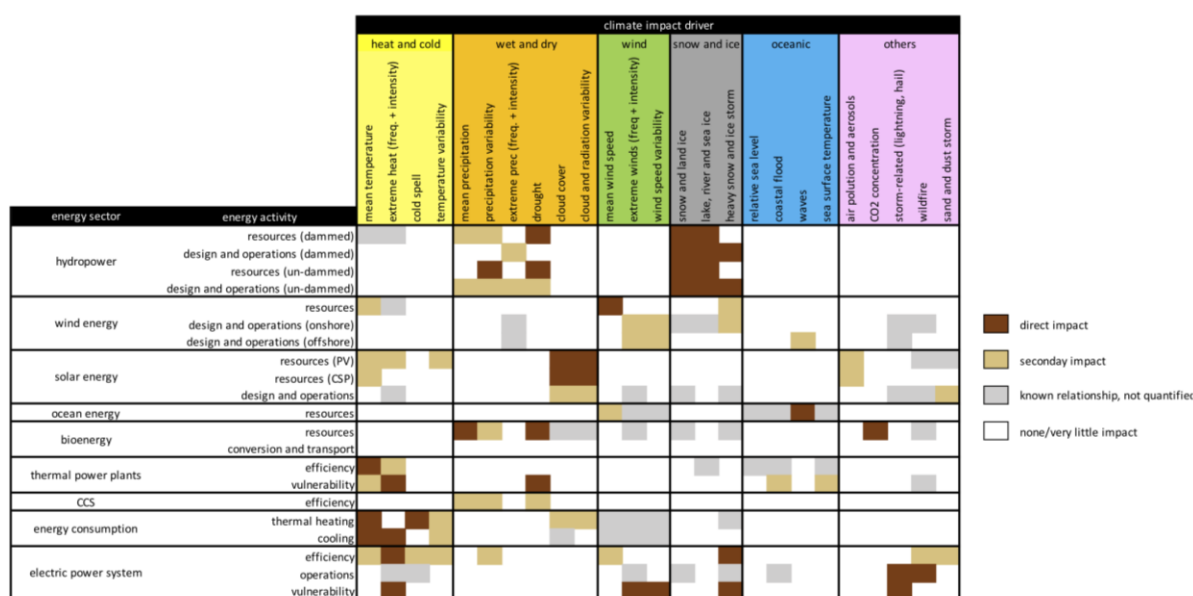 climate impact driver
heat and cold
wet and dry
wind
snow and ice
oceanic
others
mean temperature
extreme heat (freq. + intensity)
cold spell
temperature variability
mean precipitation
precipitation variability
extreme prec (freq. + intensity)
drought
cloud cover
cloud and radiation variability
mean wind speed
extreme winds (freq + intensity)
wind speed variability
snow and land ice
lake, river and sea ice
heavy snow and ice storm
relative sea level
coastal flood
waves
sea surface temperature
air polution and aerosols
CO2 concentration
storm-related (lightning, hail)
wildfire
sand and dust storm
energy sector energy activity
hydropower
resources (dammed)
design and operations (dammed)
resources (un-dammed)
design and operations (un-dammed)
wind energy
resources
design and operations (onshore)
design and operations (offshore)
solar energy
resources (PV)
resources (CSP)
design and operations
ocean energy resources
bioenergy
resources
conversion and transport
thermal power plants
efficiency
vulnerability
CCS efficiency
energy consumption
thermal heating
cooling
electric power system
efficiency
operations
vulnerability
direct impact
seconday impact
known relationship, not quantified
none/very little impact